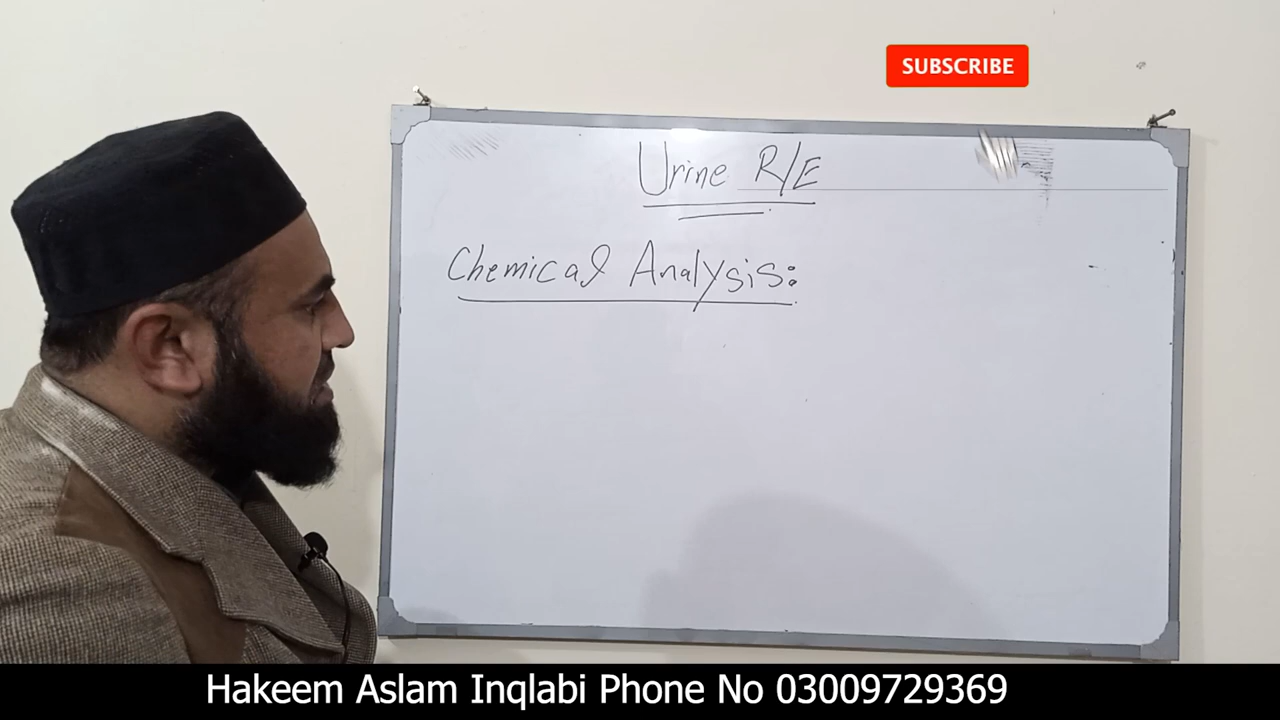 SUBSCRIBE
Urine R/E
Chemical Analysis:
Hakeem Aslam Inqlabi Phone No 03009729369